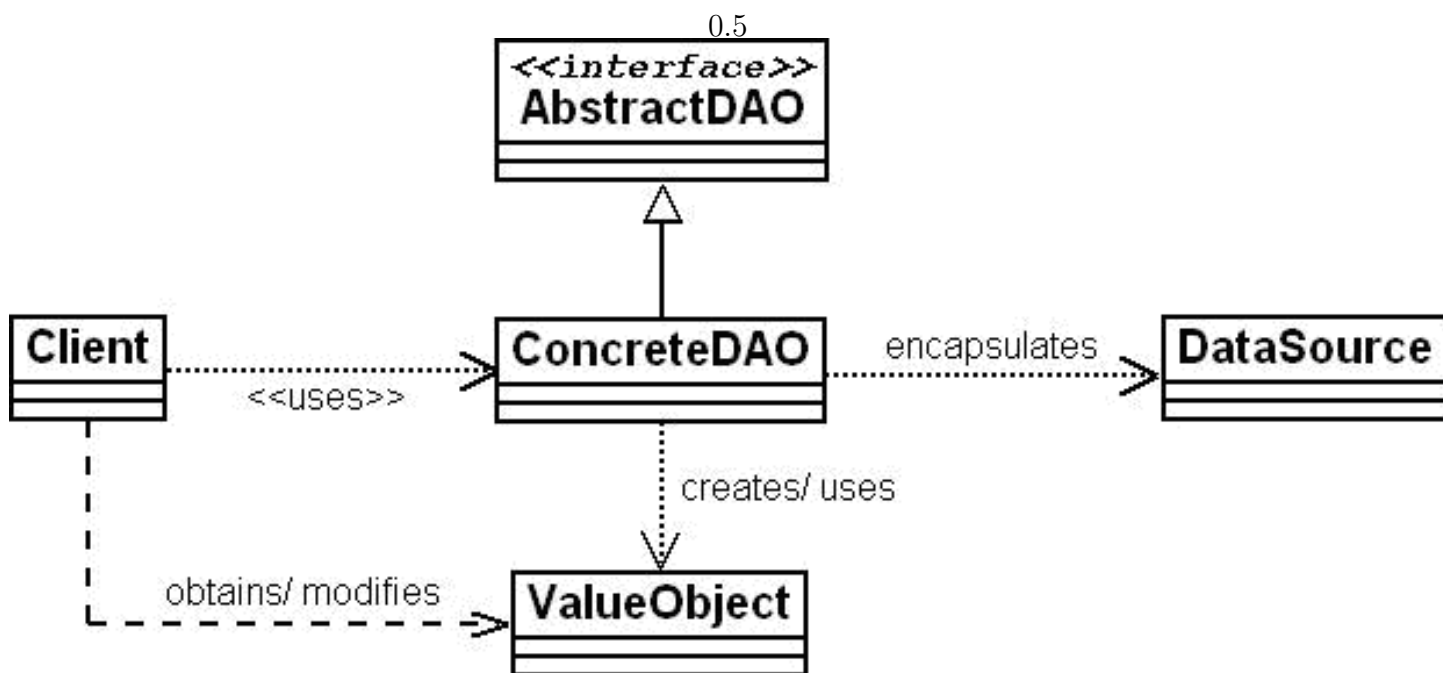 0.5
<<interface>>
AbstractDAO
Client
<<uses>>
ConcreteDAO
encapsulates
DataSource
creates/ uses
obtains/ modifies
ValueObject